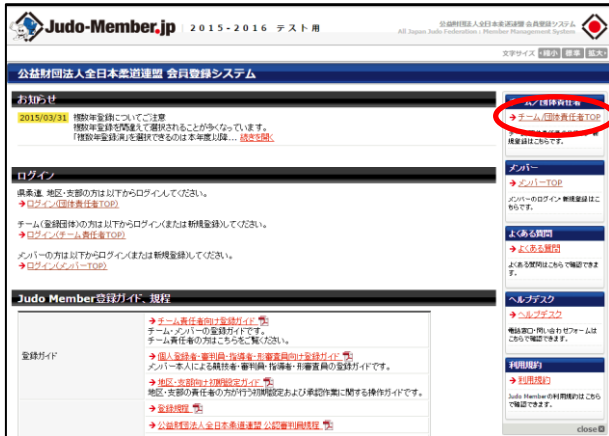 Judo-Member.jp 2015-2016 テスト用
公益財団法人全日本柔道連盟 会員登録システム
All Japan Judo Federation : Member Management System
文字サイズ 縮小 標準 拡大
公益財団法人全日本柔道連盟 会員登録システム
お知らせ
2015/03/31 複数年登録についてご注意
複数年登録を間違えて選択されることが多くなっています。
「複数年登録済」を選択できるのは本年度以降... 続きを開く
ログイン
県柔連、地区・支部の方は以下からログインしてください。
ログイン(団体責任者TOP)
チーム(登録団体)の方は以下からログイン(または新規登録)してください。
ログイン(チーム責任者TOP)
メンバーの方は以下からログイン(または新規登録)してください。
ログイン(メンバーTOP)
Judo Member登録ガイド、規程
登録ガイド
チーム責任者向け登録ガイド
チーム・メンバーの登録ガイドです。
チーム責任者の方はこちらをご覧ください。
個人登録者・審判員・指導者・形審査員向け登録ガイド
メンバー本人による競技者・審判員・指導者・形審査員の登録ガイドです。
地区・支部向け初期設定ガイド
地区・支部の責任者の方が行う初期設定および承認作業に関する操作ガイドです。
登録規程
公益財団法人全日本柔道連盟 公認審判員規程
チーム/団体責任者
チーム/団体責任者TOP
規登録はこちらです。
メンバー
メンバーTOP
メンバーのログイン・新規登録はこちらです。
よくある質問
よくある質問
よくある質問はこちらで確認できます。
ヘルプデスク
ヘルプデスク
電話窓口・問い合わせフォームはこちらで確認できます。
利用規約
利用規約
Judo Memberの利用規約はこちらで確認できます。
close